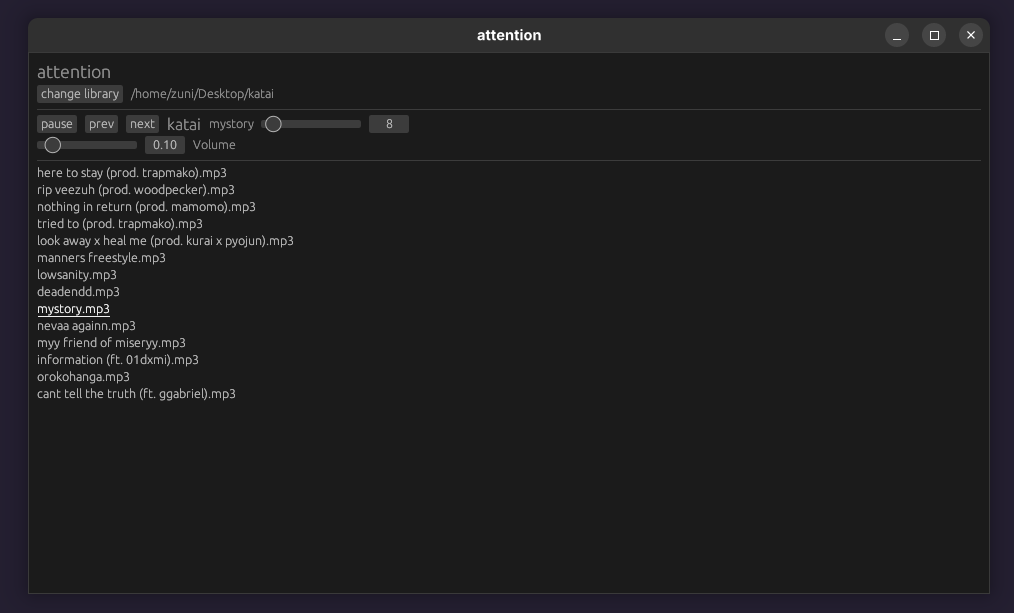 attention
attention
change library /home/zuni/Desktop/katai
pause prev next katai mystory 8
0.10 Volume
here to stay (prod. trapmako).mp3
rip veezuh (prod. woodpecker).mp3
nothing in return (prod. mamomo).mp3
tried to (prod. trapmako).mp3
look away x heal me (prod. kurai x pyojun).mp3
manners freestyle.mp3
lowsanity.mp3
deadendd.mp3
mystory.mp3
nevaa againn.mp3
myy friend of miseryy.mp3
information (ft. 01dxmi).mp3
orokohanga.mp3
cant tell the truth (ft. ggabriel).mp3